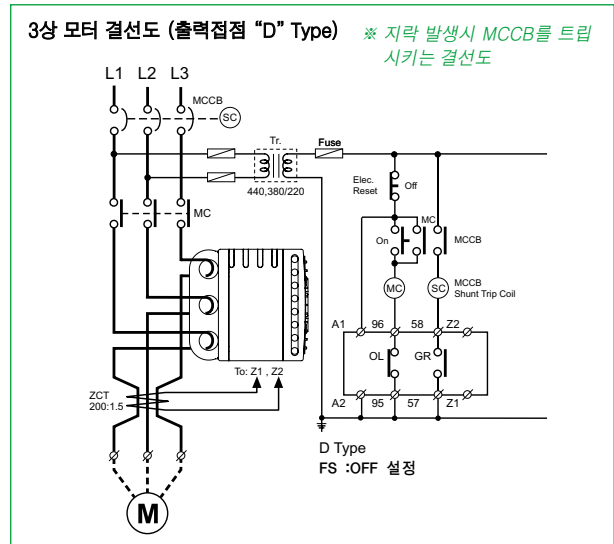 3상 모터 결선도 (출력접점 “D” Type)
※ 지락 발생시 MCCB를 트립
시키는 결선도
L1 L2 L3
MCCB
SC
Tr.
Fuse
440,380/220
Elec.
Reset
Off
MC
On
MC
MCCB
MC
SC
MCCB
Shunt Trip Coil
A1 96 58 Z2
OL
GR
A2 95 57 Z1
To: Z1 , Z2
ZCT
200:1.5
D Type
FS :OFF 설정
M